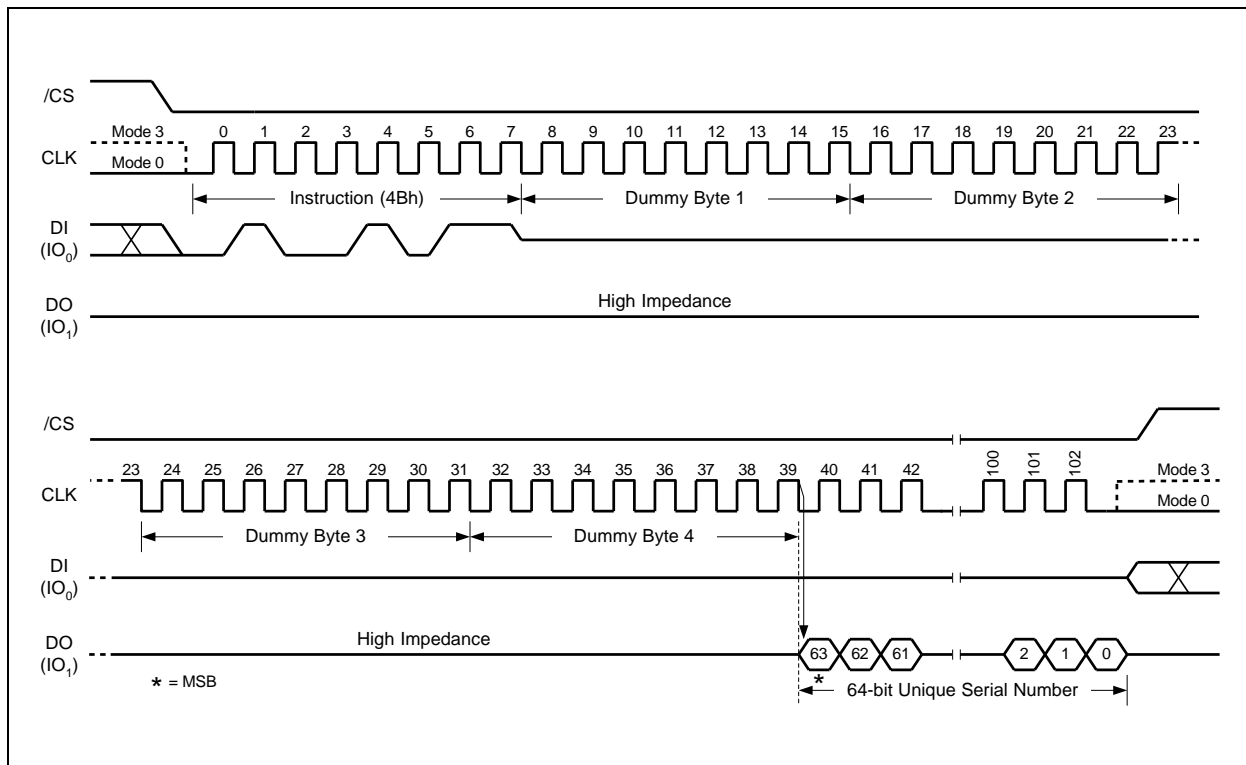 /CS
Mode 3
0 1 2 3 4 5 6 7 8 9 10 11 12 13 14 15 16 17 18 19 20 21 22 23
CLK
Mode 0
Instruction (4Bh)
Dummy Byte 1
Dummy Byte 2
DI
(IO0)
High Impedance
DO
(IO1)
/CS
23 24 25 26 27 28 29 30 31 32 33 34 35 36 37 38 39 40 41 42 100 101 102
Mode 3
CLK
Mode 0
Dummy Byte 3
Dummy Byte 4
DI
(IO0)
High Impedance
DO
(IO1)
63 62 61 2 1 0
* = MSB
*
64-bit Unique Serial Number